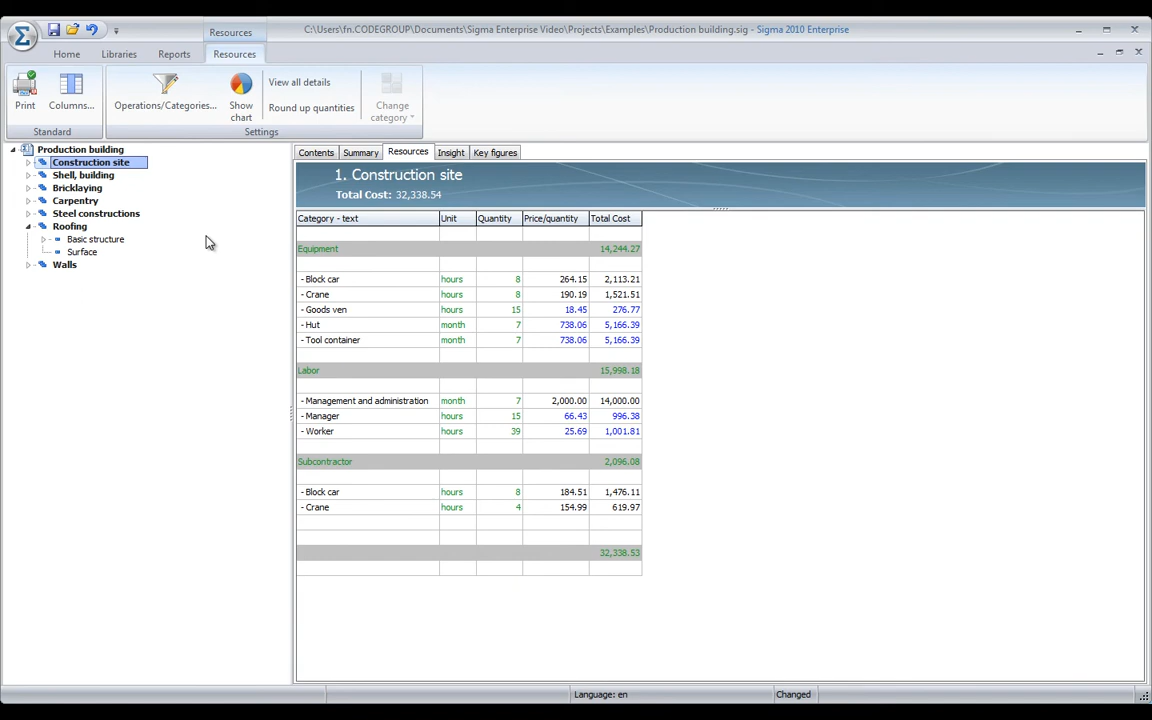 Resources
C:\Users\fn.CODEGROUP\Documents\Sigma Enterprise Video\Projects\Examples\Production building.sig - Sigma 2010 Enterprise
Home Libraries Reports Resources
Print Columns... Operations/Categories... Show chart View all details Round up quantities Change category
Standard Settings
Production building
Construction site
Shell, building
Bricklaying
Carpentry
Steel constructions
Roofing
Basic structure
Surface
Walls
Contents Summary Resources Insight Key figures
1. Construction site
Total Cost: 32,338.54
Category - text Unit Quantity Price/quantity Total Cost
Equipment 14,244.27
- Block car hours 8 264.15 2,113.21
- Crane hours 8 190.19 1,521.51
- Goods ven hours 15 18.45 276.77
- Hut month 7 738.06 5,166.39
- Tool container month 7 738.06 5,166.39
Labor 15,998.18
- Management and administration month 7 2,000.00 14,000.00
- Manager hours 15 66.43 996.38
- Worker hours 39 25.69 1,001.81
Subcontractor 2,096.08
- Block car hours 8 184.51 1,476.11
- Crane hours 4 154.99 619.97
32,338.53
Language: en Changed